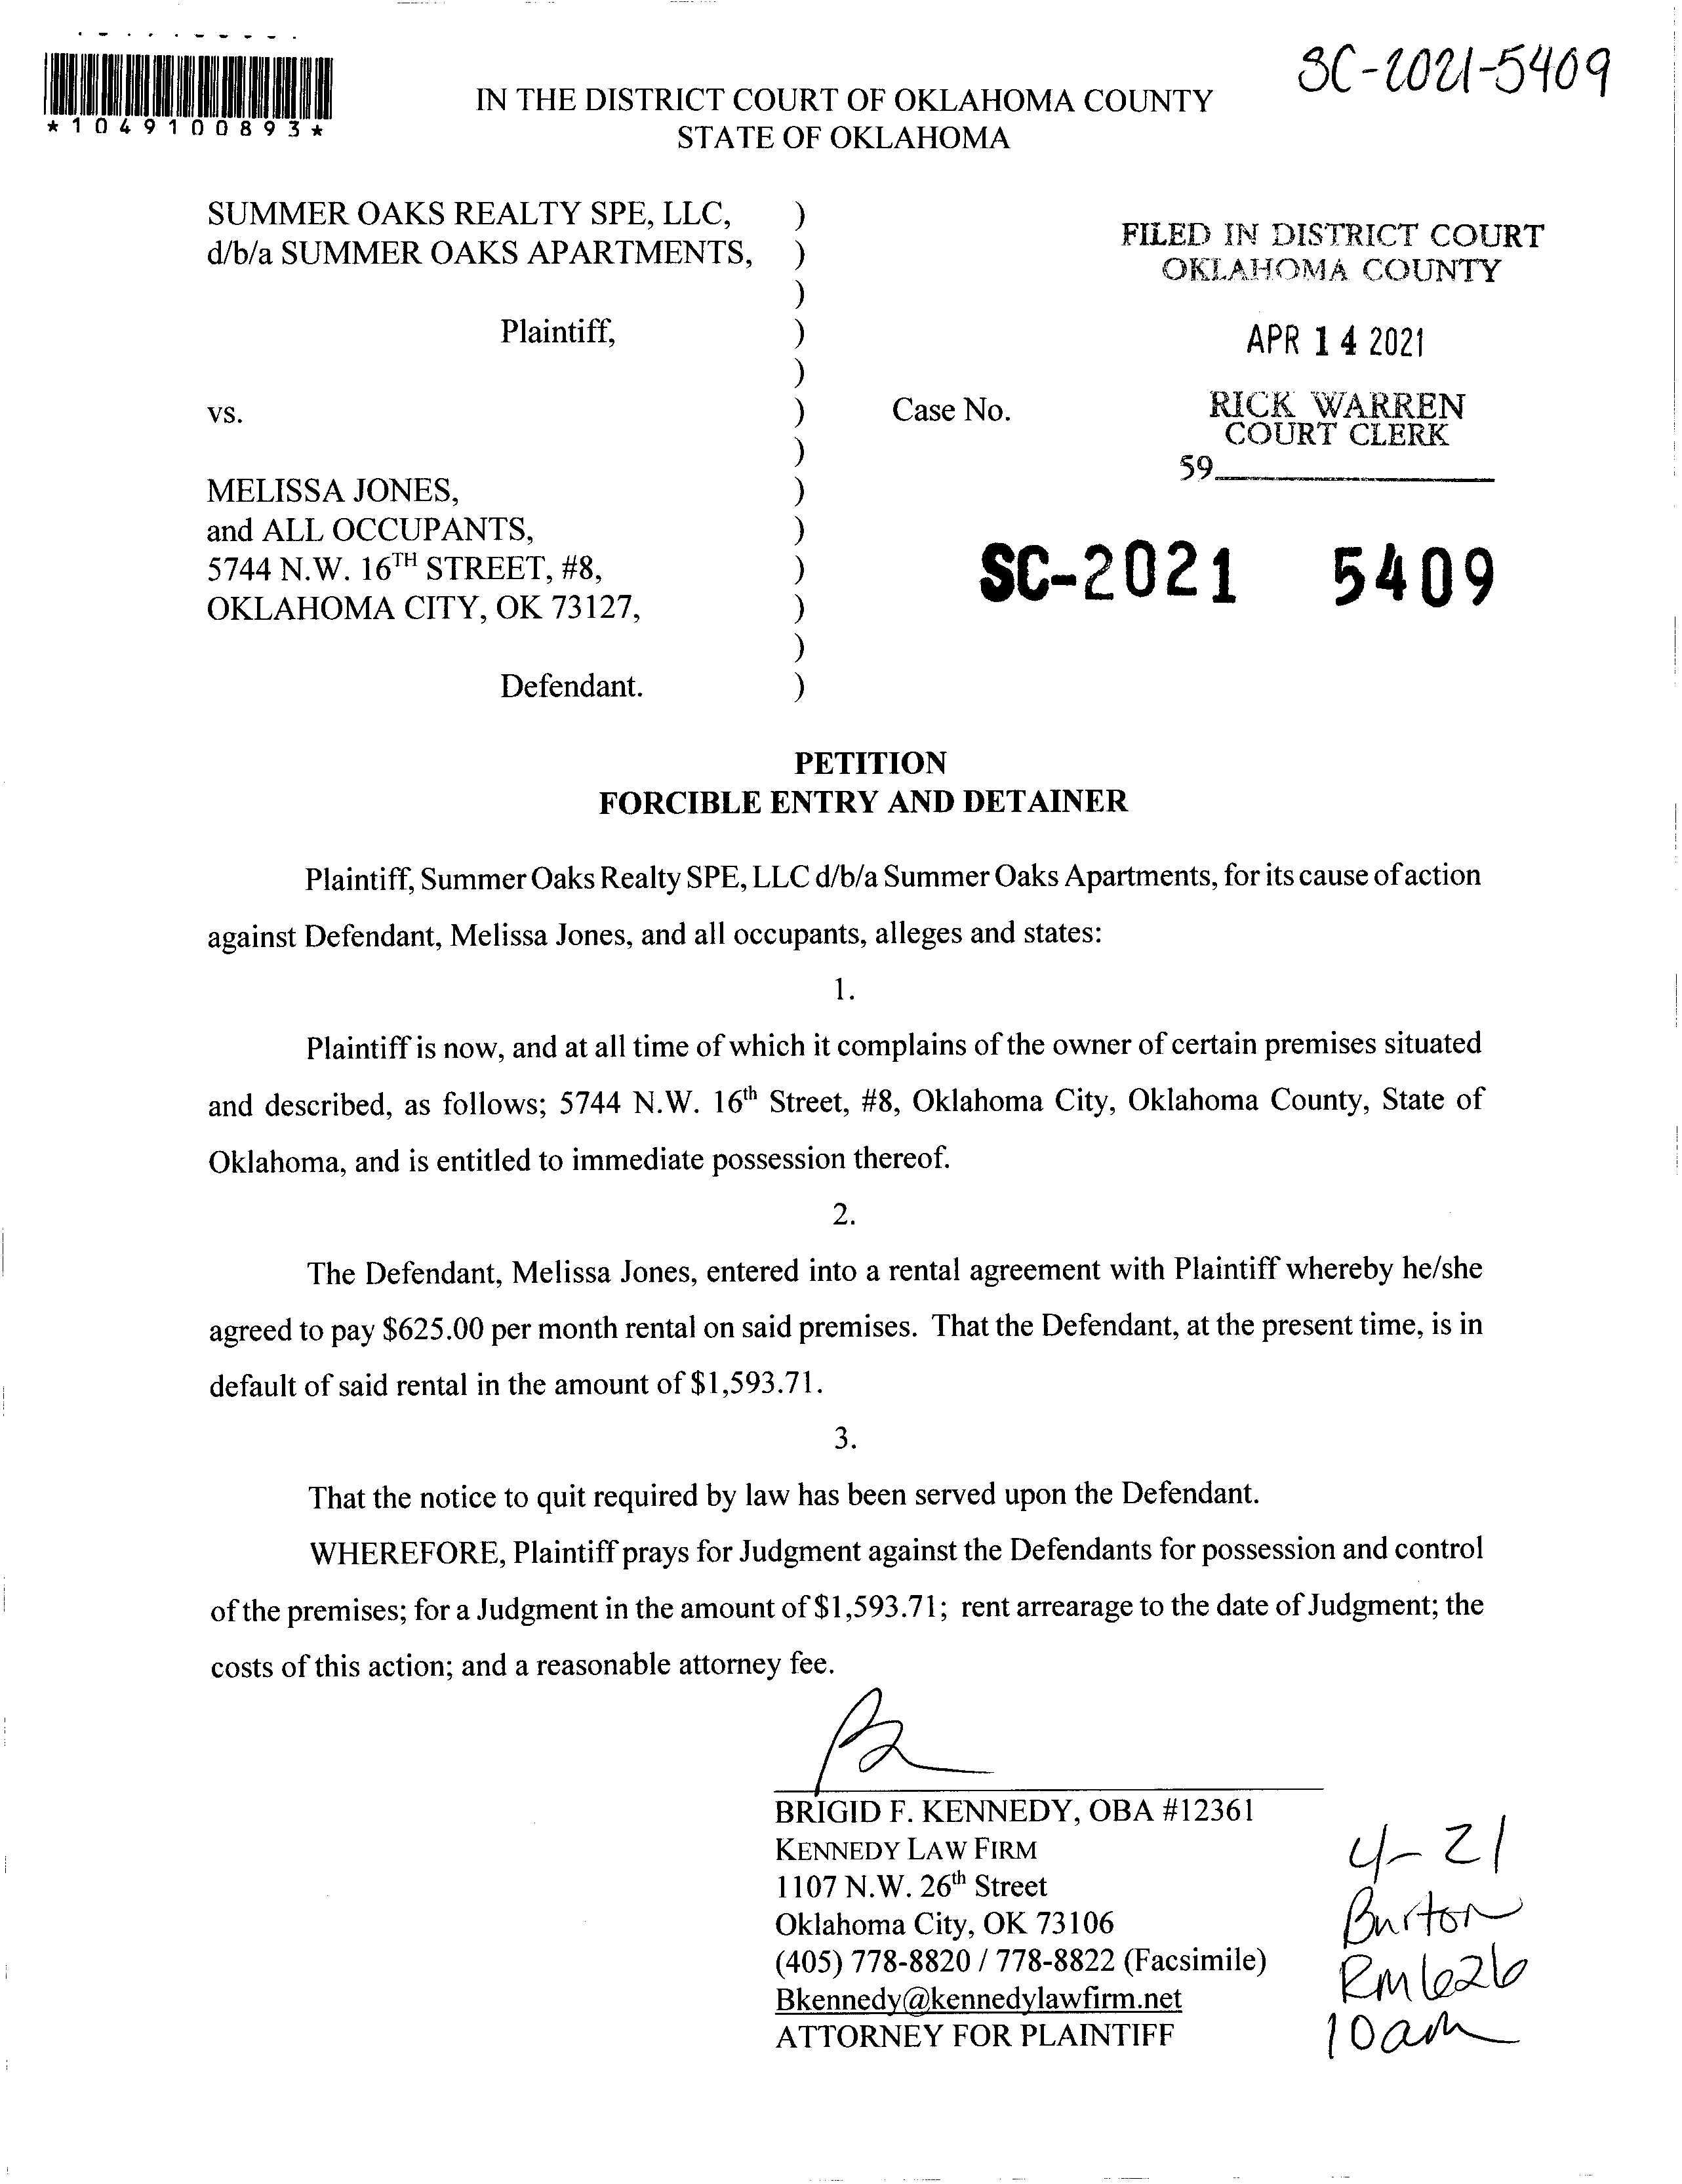 SC-2021-5409
*1049100893*
IN THE DISTRICT COURT OF OKLAHOMA COUNTY
STATE OF OKLAHOMA
SUMMER OAKS REALTY SPE, LLC, )
d/b/a SUMMER OAKS APARTMENTS, )
)
Plaintiff, )
)
vs. ) Case No.
)
MELISSA JONES, )
and ALL OCCUPANTS, )
5744 N.W. 16TH STREET, #8, )
OKLAHOMA CITY, OK 73127, )
)
Defendant. )
FILED IN DISTRICT COURT
OKLAHOMA COUNTY
APR 14 2021
RICK WARREN
COURT CLERK
59
SC-2021 5409
PETITION
FORCIBLE ENTRY AND DETAINER
Plaintiff, Summer Oaks Realty SPE, LLC d/b/a Summer Oaks Apartments, for its cause of action
against Defendant, Melissa Jones, and all occupants, alleges and states:
1.
Plaintiff is now, and at all time of which it complains of the owner of certain premises situated
and described, as follows; 5744 N.W. 16th Street, #8, Oklahoma City, Oklahoma County, State of
Oklahoma, and is entitled to immediate possession thereof.
2.
The Defendant, Melissa Jones, entered into a rental agreement with Plaintiff whereby he/she
agreed to pay $625.00 per month rental on said premises. That the Defendant, at the present time, is in
default of said rental in the amount of $1,593.71.
3.
That the notice to quit required by law has been served upon the Defendant.
WHEREFORE, Plaintiff prays for Judgment against the Defendants for possession and control
of the premises; for a Judgment in the amount of $1,593.71; rent arrearage to the date of Judgment; the
costs of this action; and a reasonable attorney fee.
BRIGID F. KENNEDY, OBA #12361
KENNEDY LAW FIRM
1107 N.W. 26th Street
Oklahoma City, OK 73106
(405) 778-8820 / 778-8822 (Facsimile)
Bkennedy@kennedylawfirm.net
ATTORNEY FOR PLAINTIFF
4-21
Burton
Rm 626
10am